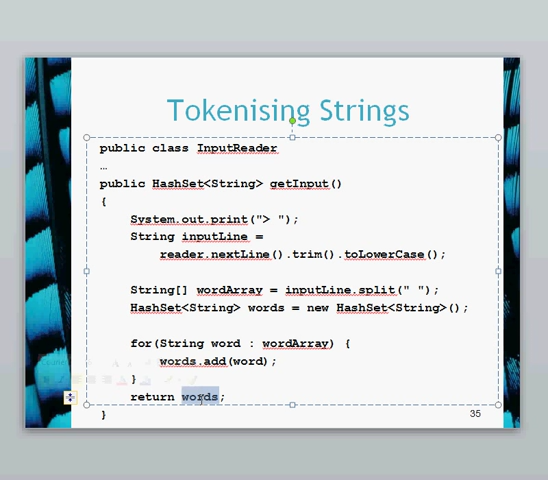 Tokenising Strings
public class InputReader
…
public HashSet<String> getInput()
{
System.out.print("> ");
String inputLine =
reader.nextLine().trim().toLowerCase();
String[] wordArray = inputLine.split(" ");
HashSet<String> words = new HashSet<String>();
for(String word : wordArray) {
words.add(word);
}
return words;
}
35